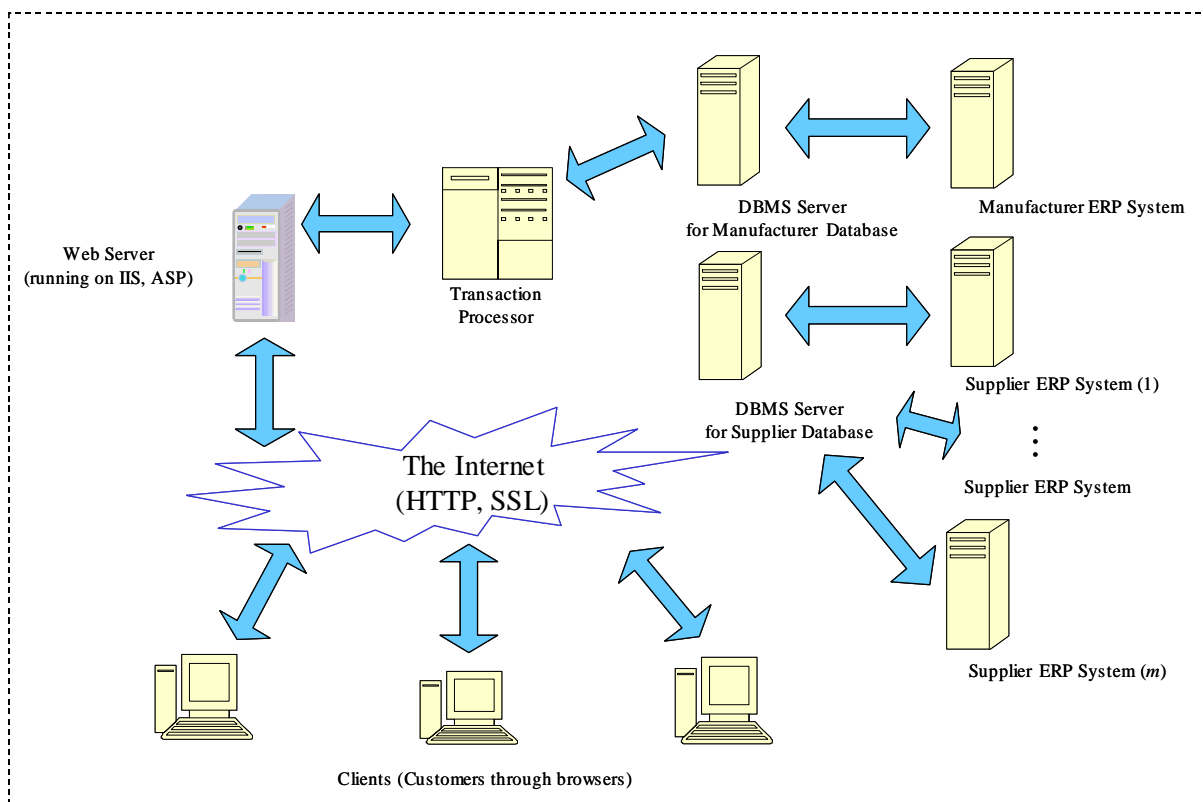 DBMS Server
for Manufacturer Database
Manufacturer ERP System
Web Server
(running on IIS, ASP)
Transaction
Processor
Supplier ERP System (1)
DBMS Server
for Supplier Database
The Internet
(HTTP, SSL)
Supplier ERP System
Supplier ERP System (m)
Clients (Customers through browsers)